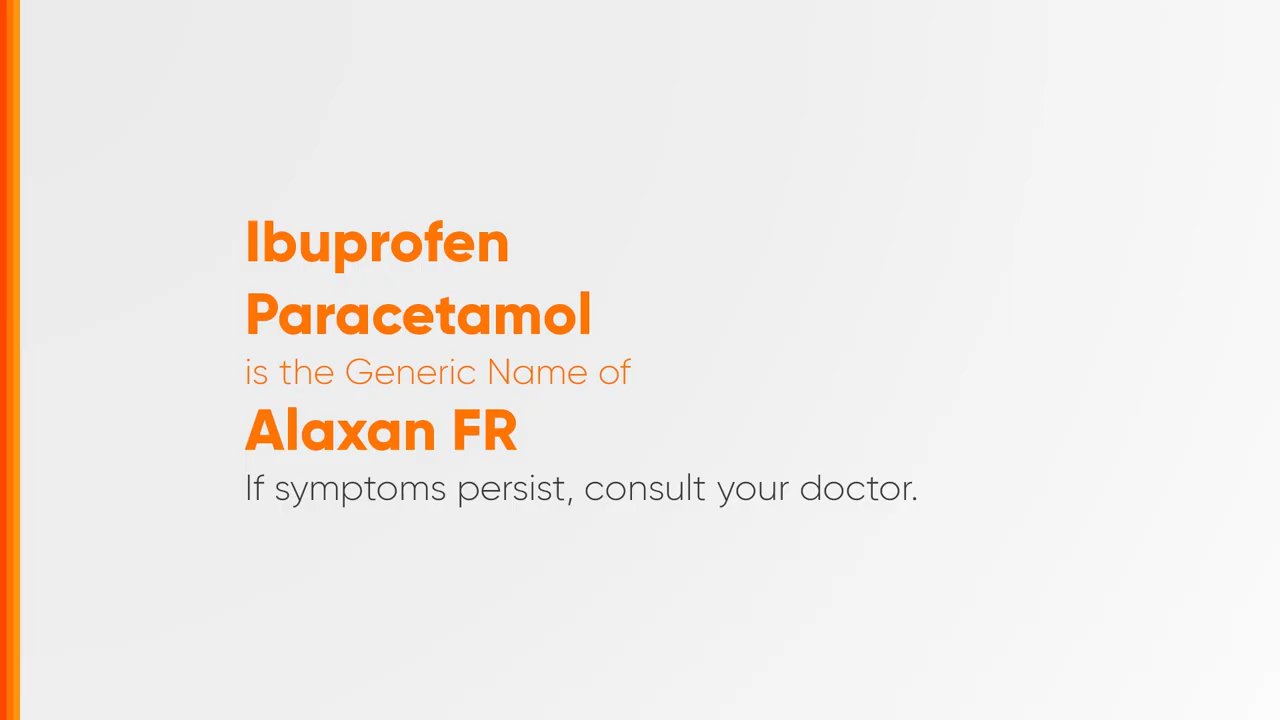 Ibuprofen
Paracetamol
is the Generic Name of
Alaxan FR
If symptoms persist, consult your doctor.